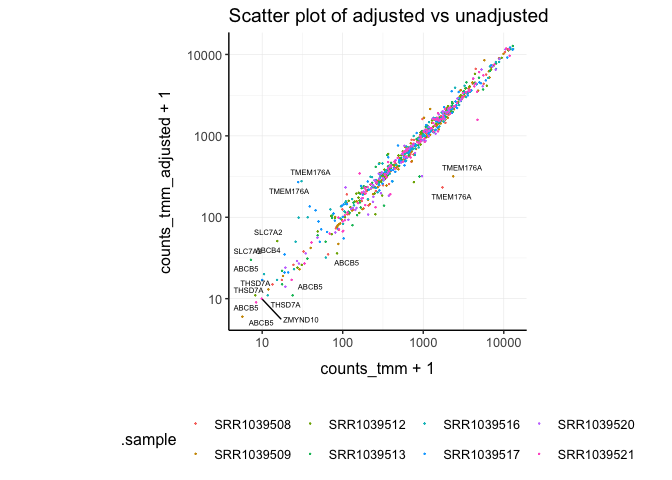 Scatter plot of adjusted vs unadjusted
counts_tmm_adjusted + 1
10000
1000
100
10
TMEM176A
TMEM176A
TMEM176A
TMEM176A
SLC7A2
SLC7A2
ABCB4
ABCB5
ABCB5
THSD7A
ABCB5
THSD7A
THSD7A
ABCB5
ZMYND10
ABCB5
10
100
1000
10000
counts_tmm + 1
.sample
SRR1039508
SRR1039512
SRR1039516
SRR1039520
SRR1039509
SRR1039513
SRR1039517
SRR1039521